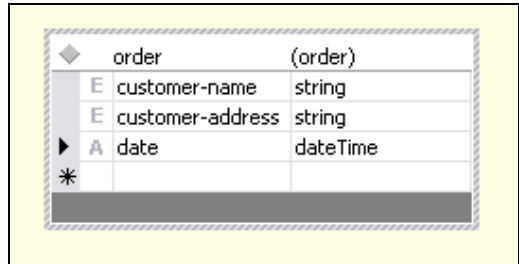 order (order)
E customer-name string
E customer-address string
A date dateTime